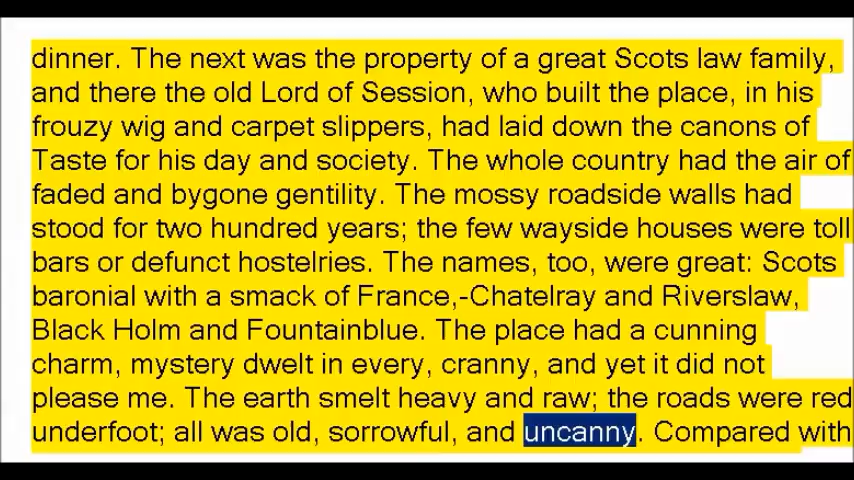 dinner. The next was the property of a great Scots law family,
and there the old Lord of Session, who built the place, in his
frouzy wig and carpet slippers, had laid down the canons of
Taste for his day and society. The whole country had the air of
faded and bygone gentility. The mossy roadside walls had
stood for two hundred years; the few wayside houses were toll
bars or defunct hostelries. The names, too, were great: Scots
baronial with a smack of France,-Chatelray and Riverslaw,
Black Holm and Fountainblue. The place had a cunning
charm, mystery dwelt in every, cranny, and yet it did not
please me. The earth smelt heavy and raw; the roads were red
underfoot; all was old, sorrowful, and uncanny. Compared with